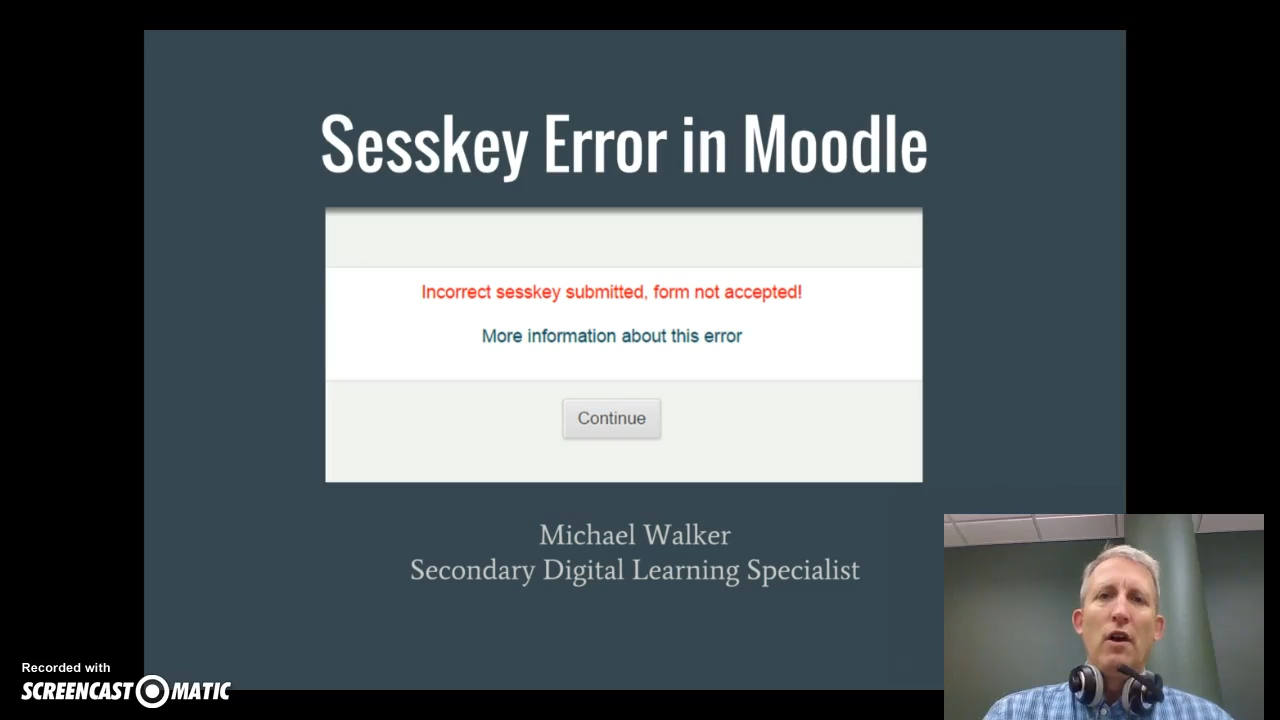 Sesskey Error in Moodle
Incorrect sesskey submitted, form not accepted!
More information about this error
Continue
Michael Walker
Secondary Digital Learning Specialist
Recorded with
SCREENCAST O MATIC